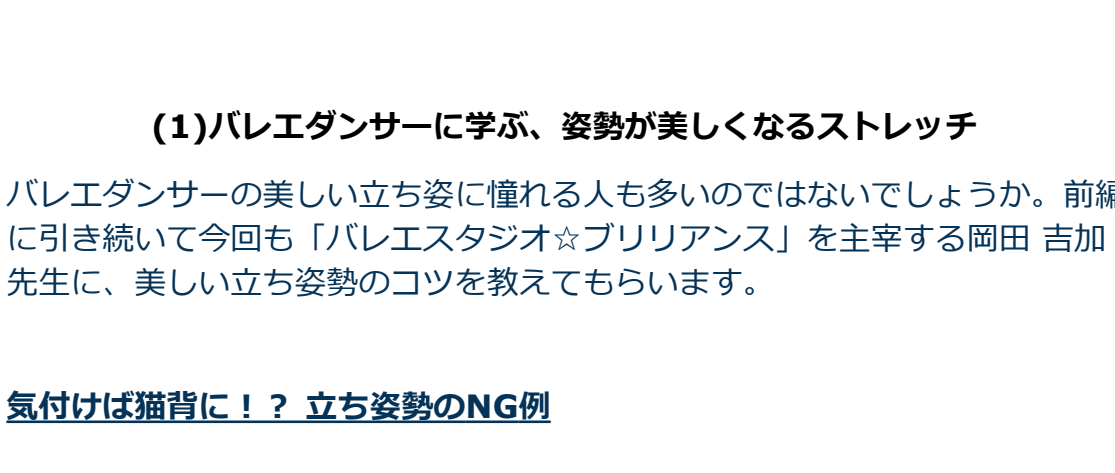 (1)バレエダンサーに学ぶ、姿勢が美しくなるストレッチ
バレエダンサーの美しい立ち姿に憧れる人も多いのではないでしょうか。前編
に引き続いて今回も「バレエスタジオ☆ブリリアンス」を主宰する岡田 吉加
先生に、美しい立ち姿勢のコツを教えてもらいます。
気付けば猫背に！？ 立ち姿勢のNG例